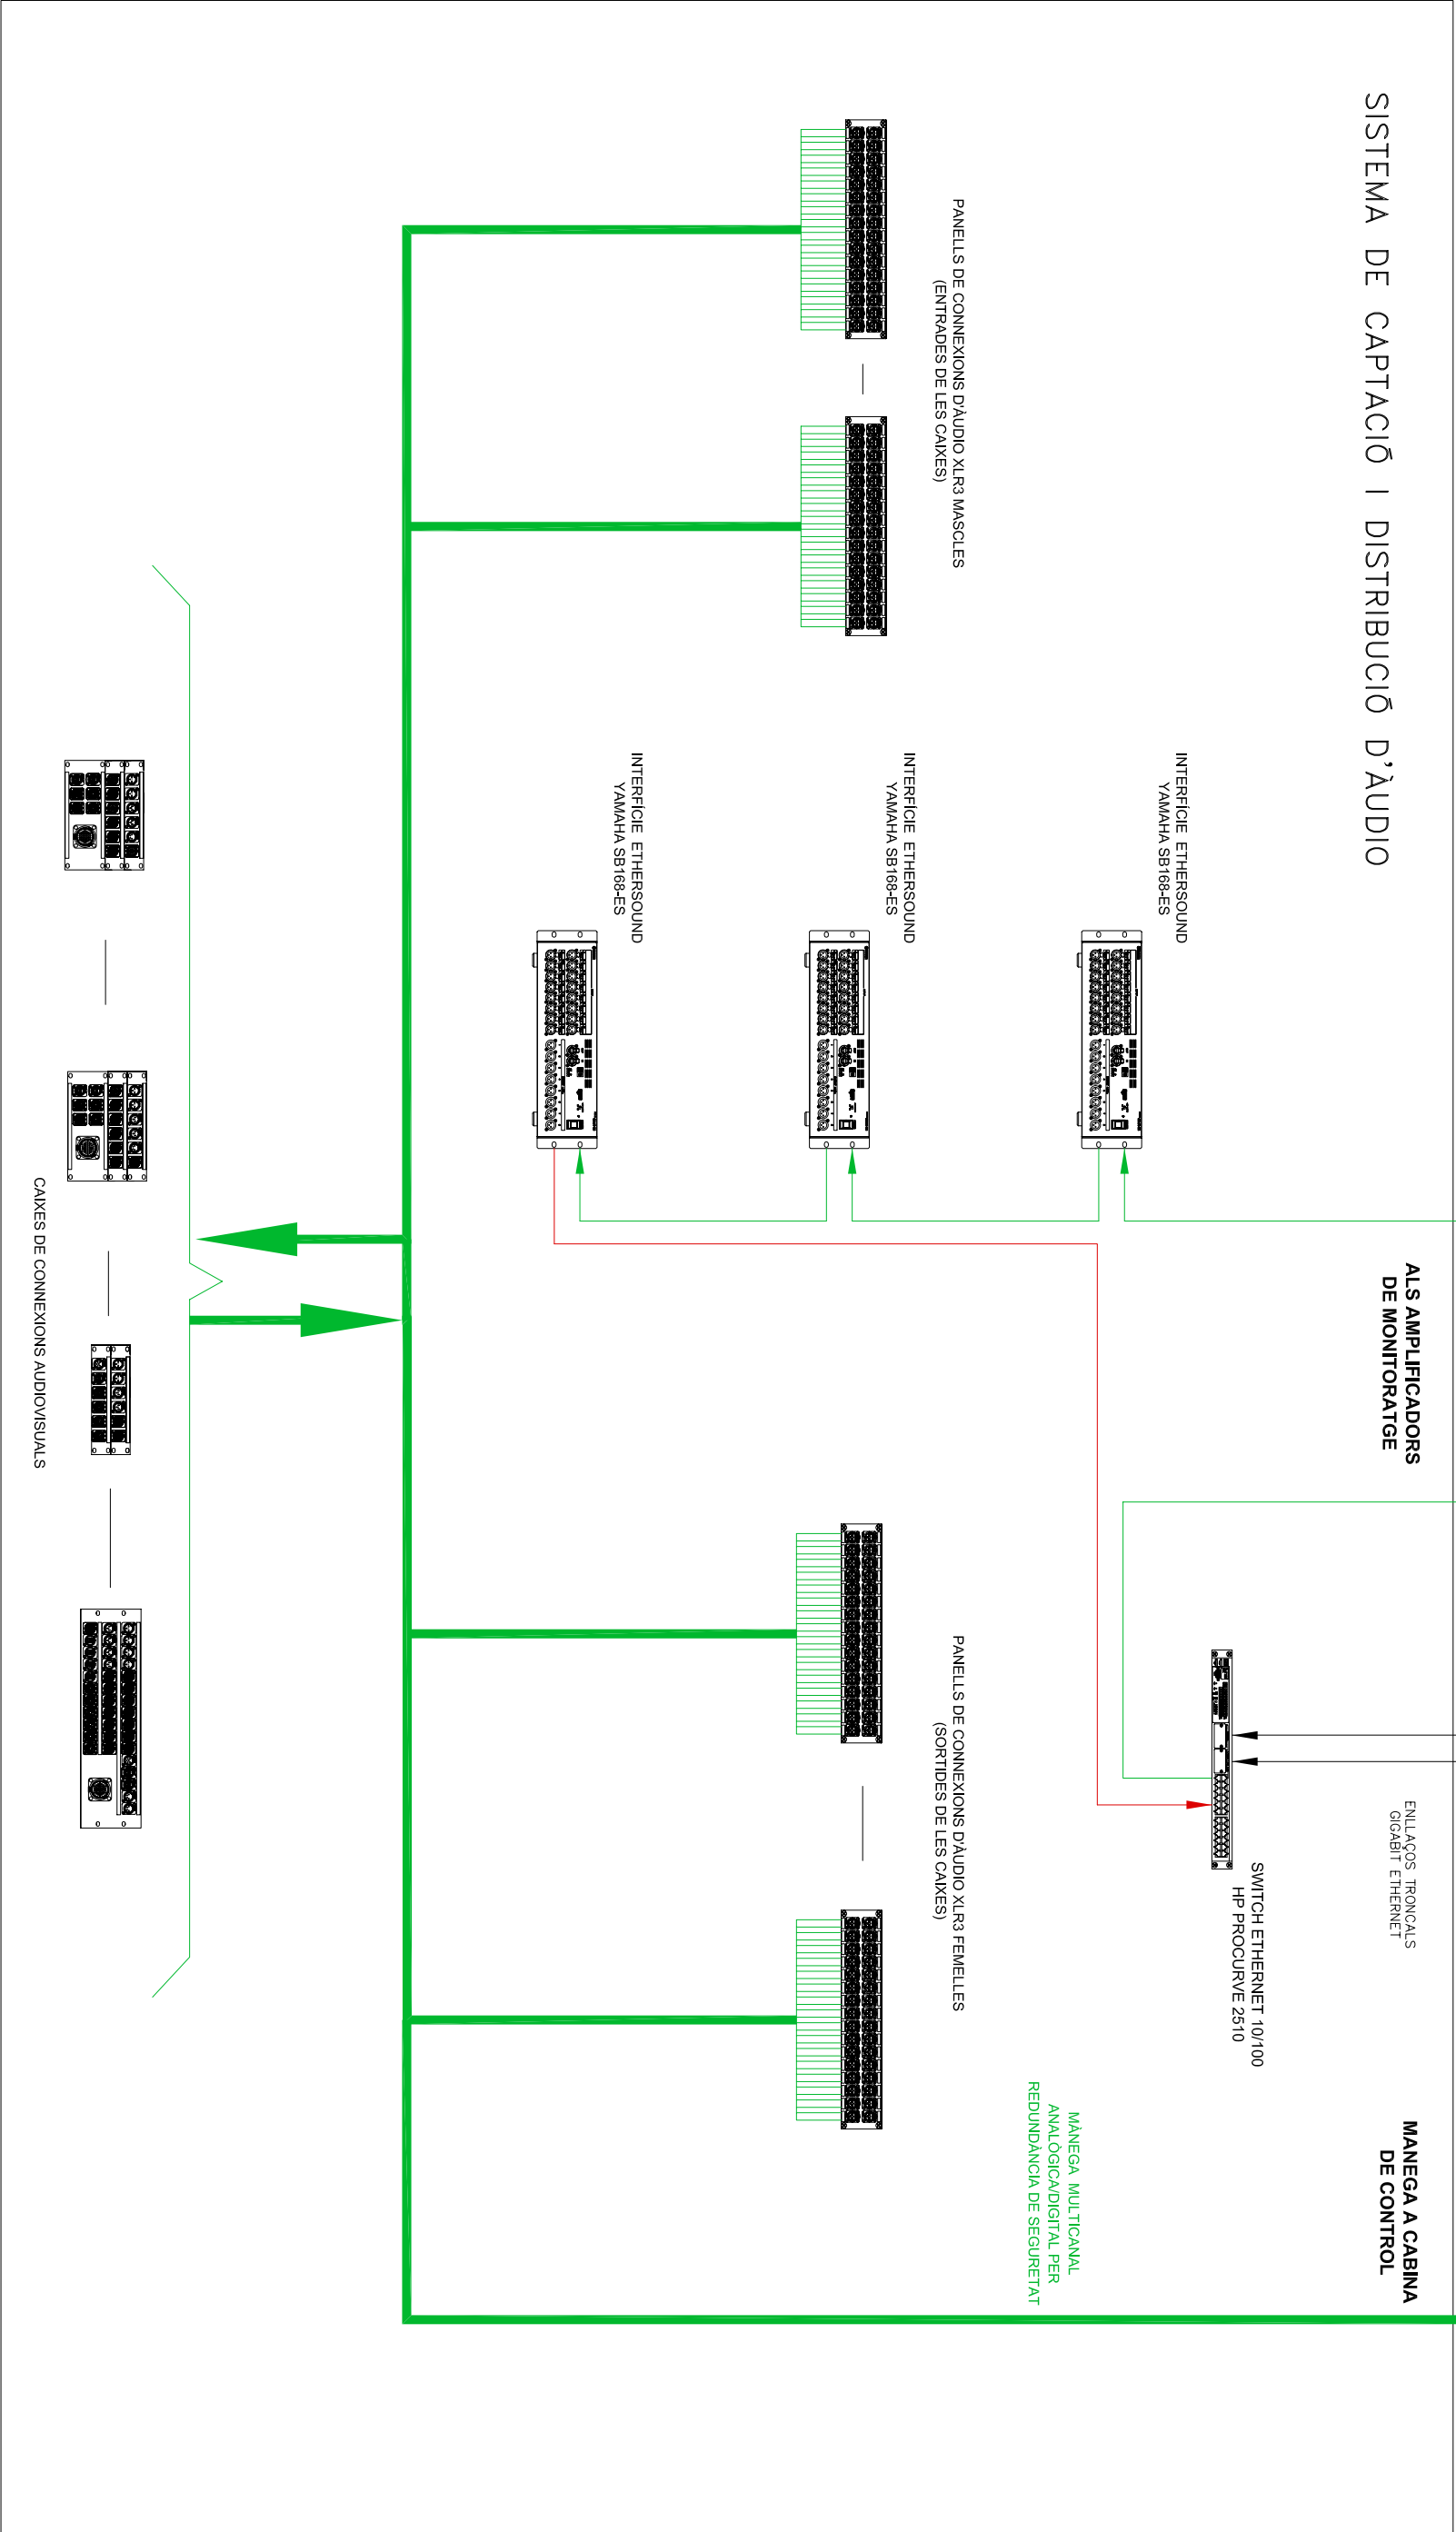 SISTEMA DE CAPTACIÓ I DISTRIBUCIÓ D'ÀUDIO
ALS AMPLIFICADORS
DE MONITORATGE
ENLLAÇOS TRONCALS
GIGABIT ETHERNET
MANEGA A CABINA
DE CONTROL
INTERFÍCIE ETHERSOUND
YAMAHA SB168-ES
SWITCH ETHERNET 10/100
HP PROCURVE 2510
MÀNEGA MULTICANAL
ANALÒGICA/DIGITAL PER
REDUNDÀNCIA DE SEGURETAT
PANELLS DE CONNEXIONS D'ÀUDIO XLR3 MASCLES
(ENTRADES DE LES CAIXES)
INTERFÍCIE ETHERSOUND
YAMAHA SB168-ES
PANELLS DE CONNEXIONS D'ÀUDIO XLR3 FEMELLES
(SORTIDES DE LES CAIXES)
INTERFÍCIE ETHERSOUND
YAMAHA SB168-ES
CAIXES DE CONNEXIONS AUDIOVISUALS